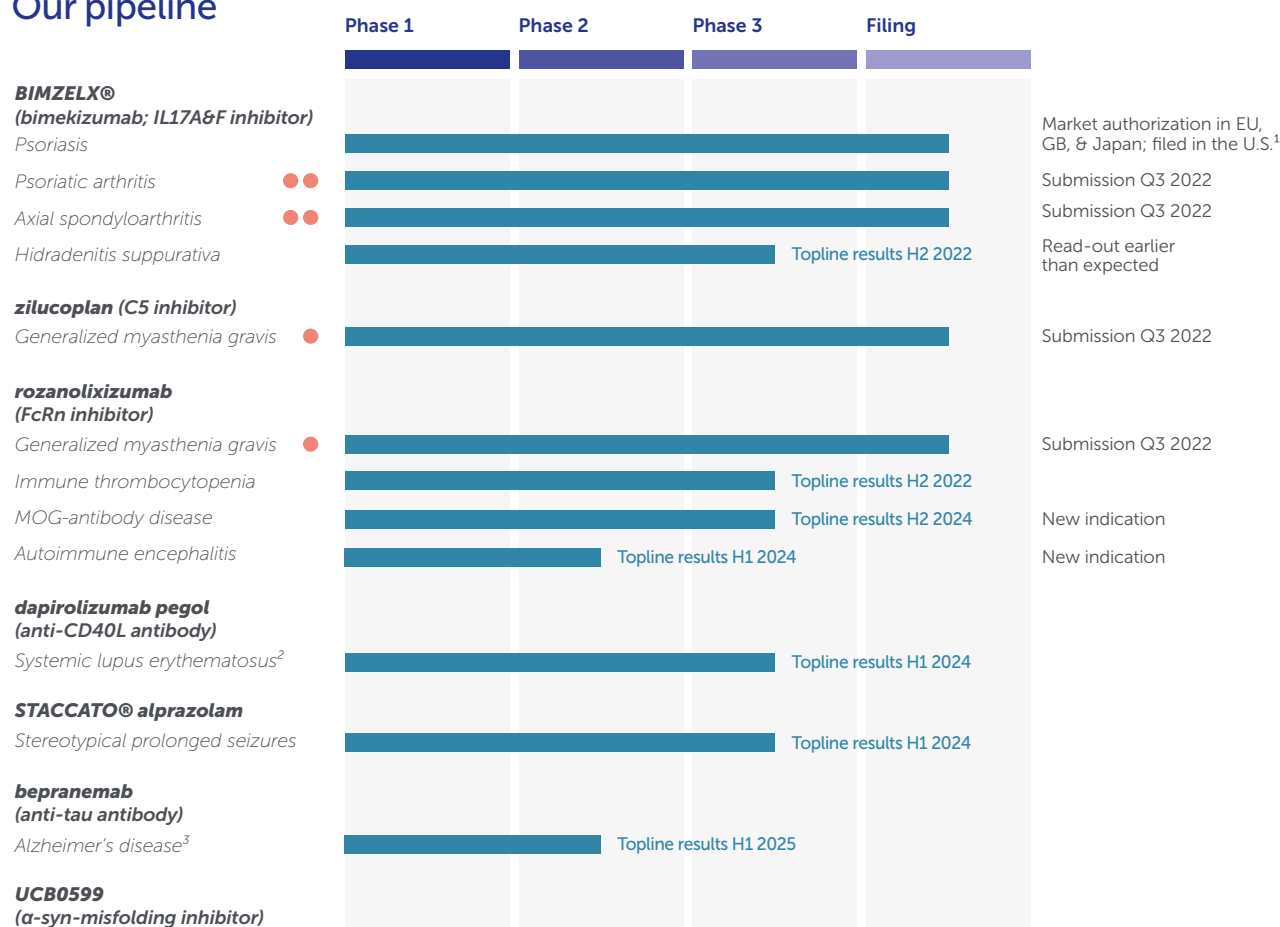 Our pipeline
Phase 1 Phase 2 Phase 3 Filing
BIMZELX®
(bimekizumab; IL17A&F inhibitor)
Psoriasis
Market authorization in EU,
GB, & Japan; filed in the U.S.¹
Psoriatic arthritis Submission Q3 2022
Axial spondyloarthritis Submission Q3 2022
Hidradenitis suppurativa Topline results H2 2022
Read-out earlier
than expected
zilucoplan (C5 inhibitor)
Generalized myasthenia gravis Submission Q3 2022
rozanolixizumab
(FcRn inhibitor)
Generalized myasthenia gravis Submission Q3 2022
Immune thrombocytopenia Topline results H2 2022
MOG-antibody disease Topline results H2 2024 New indication
Autoimmune encephalitis Topline results H1 2024 New indication
dapirolizumab pegol
(anti-CD40L antibody)
Systemic lupus erythematosus² Topline results H1 2024
STACCATO® alprazolam
Stereotypical prolonged seizures Topline results H1 2024
bepranemab
(anti-tau antibody)
Alzheimer's disease³ Topline results H1 2025
UCB0599
(α-syn-misfolding inhibitor)